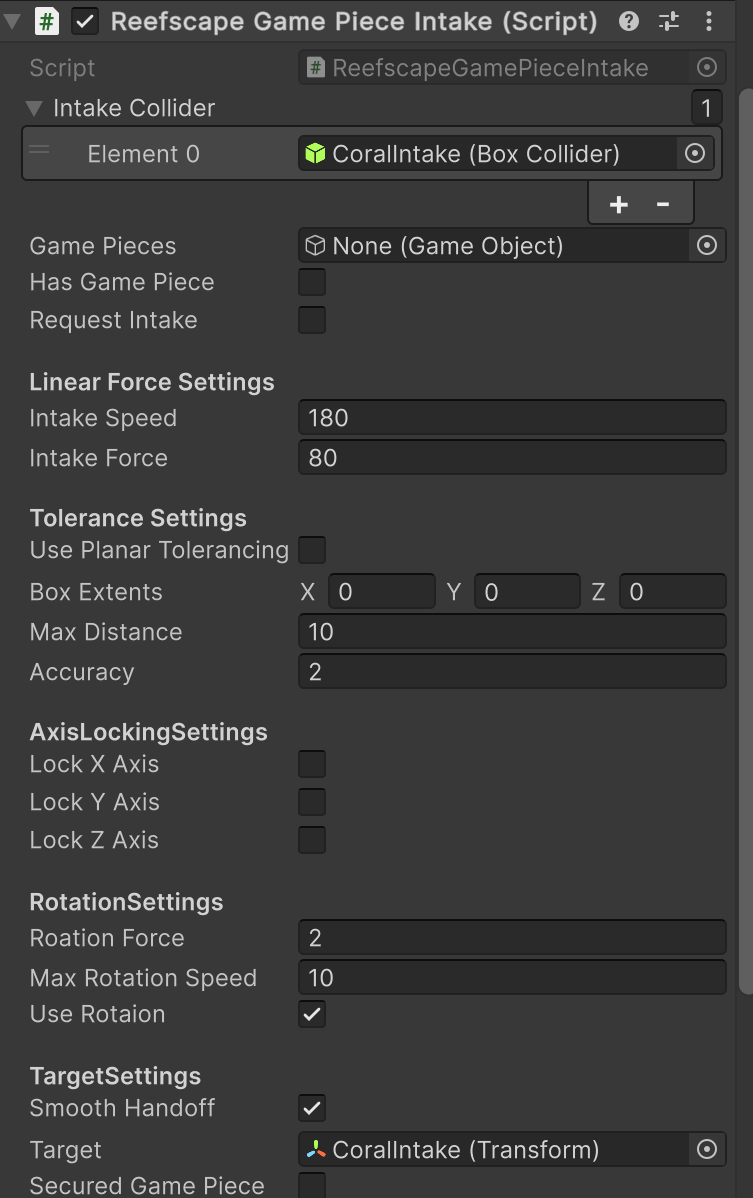 Reefscape Game Piece Intake (Script)
Script # ReefscapeGamePieceIntake
Intake Collider 1
Element 0 CoralIntake (Box Collider)
+ -
Game Pieces None (Game Object)
Has Game Piece
Request Intake
Linear Force Settings
Intake Speed 180
Intake Force 80
Tolerance Settings
Use Planar Tolerancing
Box Extents X 0 Y 0 Z 0
Max Distance 10
Accuracy 2
AxisLockingSettings
Lock X Axis
Lock Y Axis
Lock Z Axis
RotationSettings
Roation Force 2
Max Rotation Speed 10
Use Rotaion
TargetSettings
Smooth Handoff
Target CoralIntake (Transform)
Secured Game Piece